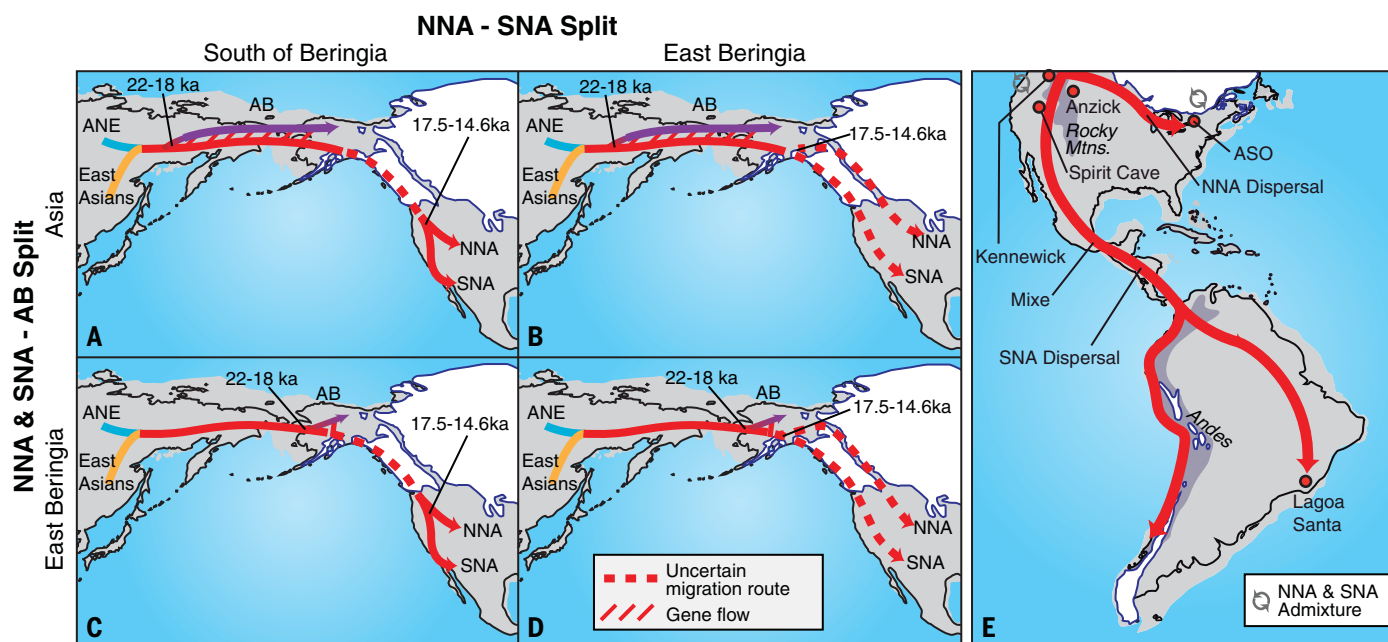 NNA - SNA Split
South of Beringia
East Beringia
NNA & SNA - AB Split
Asia
East Beringia
22-18 ka
AB
17.5-14.6ka
ANE
East
Asians
NNA
SNA
A
22-18 ka
AB
17.5-14.6ka
ANE
East
Asians
NNA
SNA
B
22-18 ka
AB
17.5-14.6ka
ANE
East
Asians
NNA
SNA
C
22-18 ka
AB
17.5-14.6ka
ANE
East
Asians
NNA
SNA
D
Uncertain
migration route
Gene flow
Anzick
Rocky
Mtns.
ASO
Spirit Cave
NNA Dispersal
Kennewick
Mixe
SNA Dispersal
Andes
Lagoa
Santa
NNA & SNA
Admixture
E